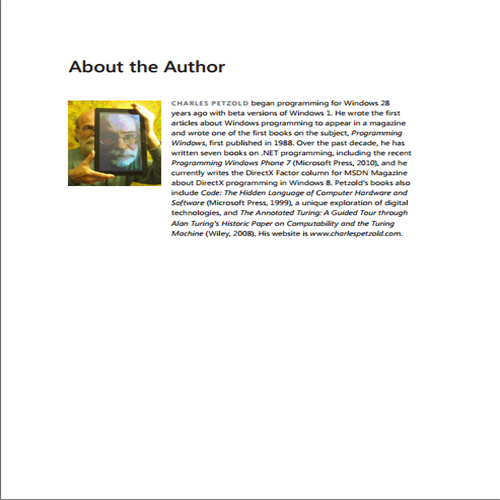 About the Author
CHARLES PETZOLD began programming for Windows 28
years ago with beta versions of Windows 1. He wrote the first
articles about Windows programming to appear in a magazine
and wrote one of the first books on the subject, Programming
Windows, first published in 1988. Over the past decade, he has
written seven books on .NET programming, including the recent
Programming Windows Phone 7 (Microsoft Press, 2010), and he
currently writes the DirectX Factor column for MSDN Magazine
about DirectX programming in Windows 8. Petzold's books also
include Code: The Hidden Language of Computer Hardware and
Software (Microsoft Press, 1999), a unique exploration of digital
technologies, and The Annotated Turing: A Guided Tour through
Alan Turing's Historic Paper on Computability and the Turing
Machine (Wiley, 2008). His website is www.charlespetzold.com.